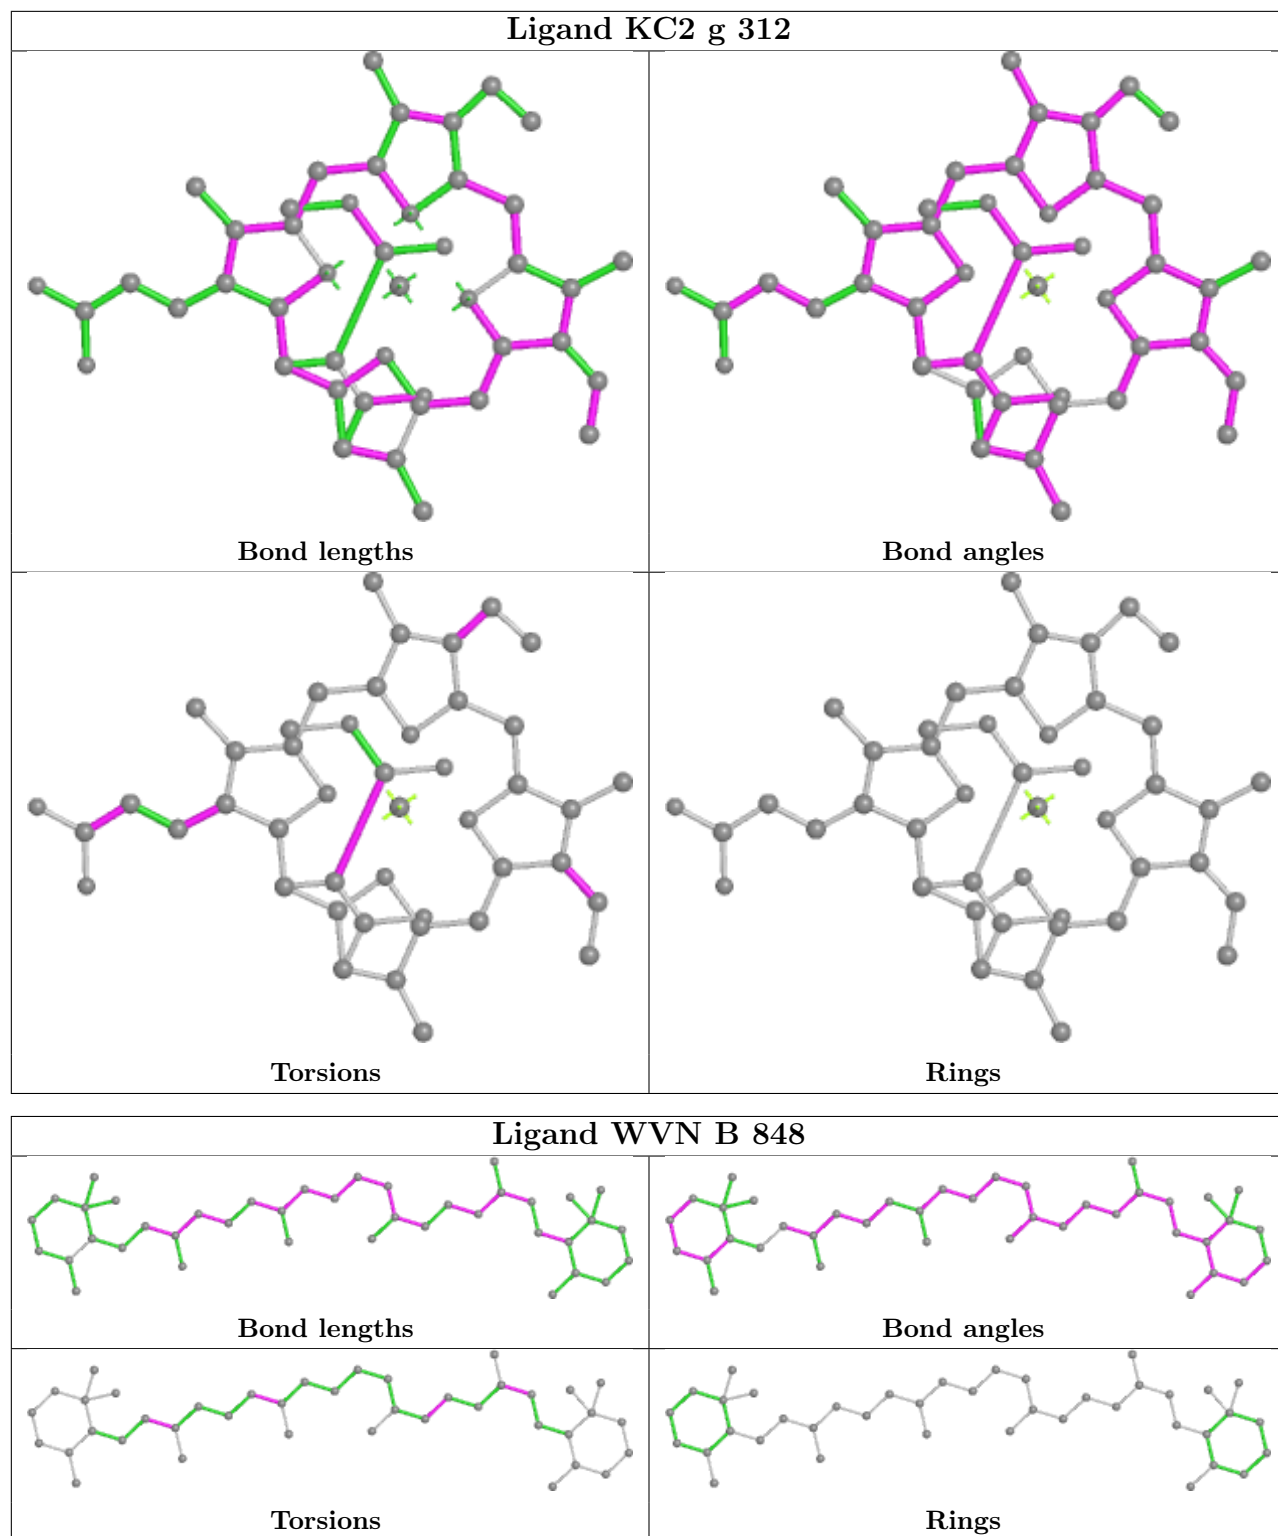 Ligand KC2 g 312
Bond lengths
Bond angles
Torsions
Rings
Ligand WVN B 848
Bond lengths
Bond angles
Torsions
Rings